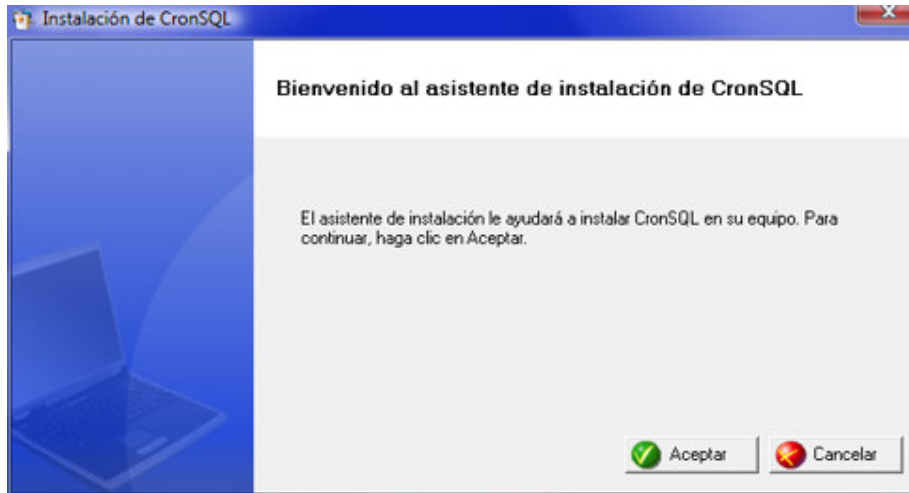 Instalación de CronSQL
Bienvenido al asistente de instalación de CronSQL
El asistente de instalación le ayudará a instalar CronSQL en su equipo. Para
continuar, haga clic en Aceptar.
Aceptar
Cancelar